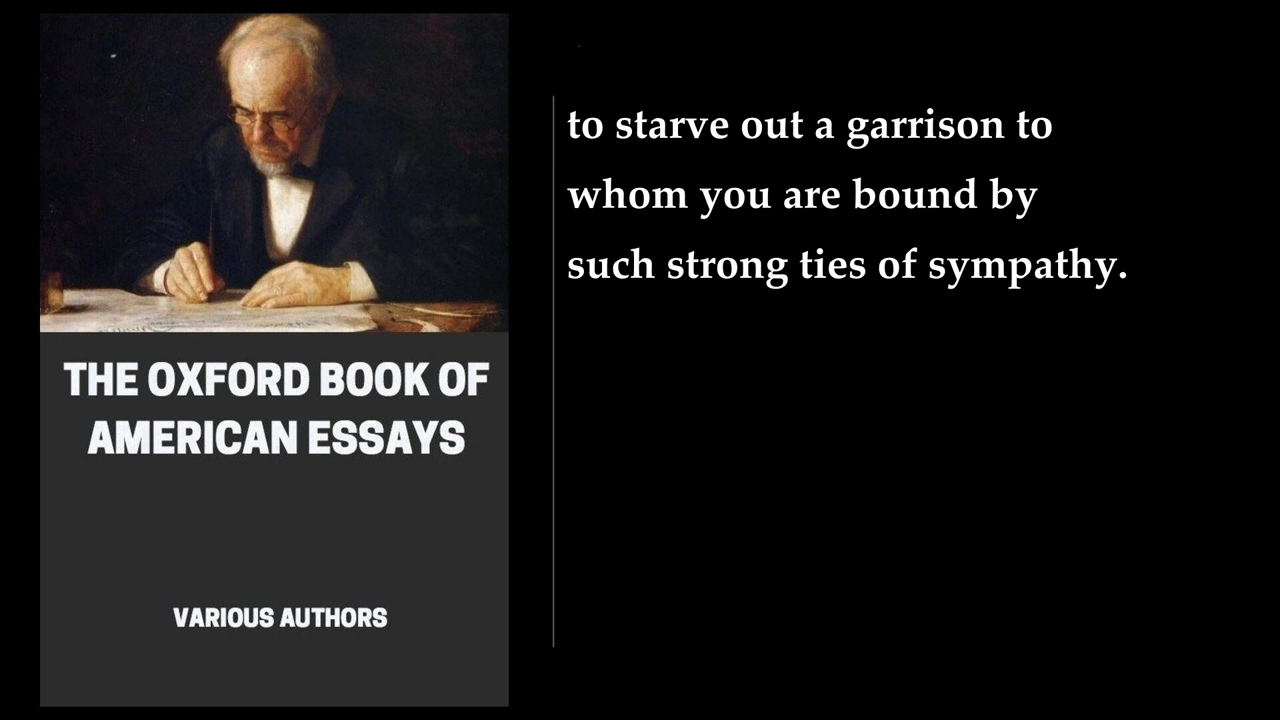 THE OXFORD BOOK OF
AMERICAN ESSAYS
VARIOUS AUTHORS
to starve out a garrison to
whom you are bound by
such strong ties of sympathy.